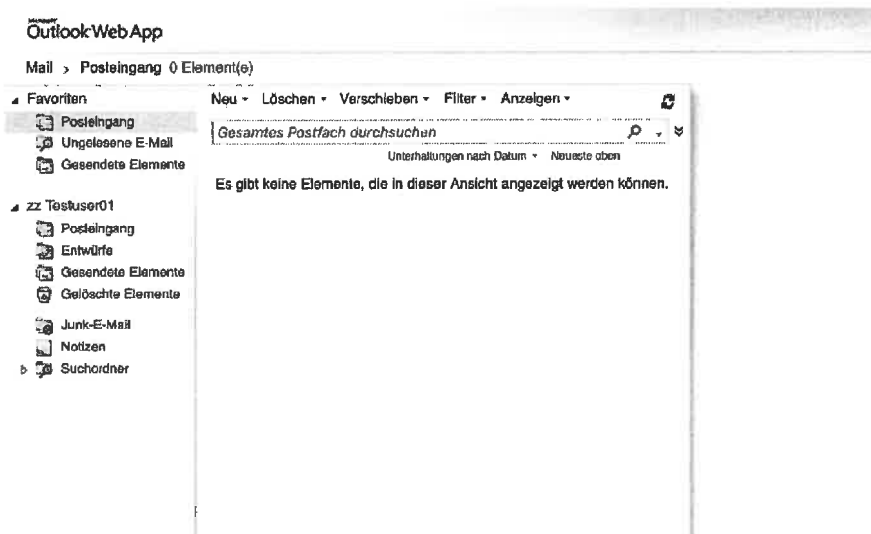 Microsoft
Outlook Web App
Mail > Posteingang 0 Element(e)
Favoriten
Posteingang
Ungelesene E-Mail
Gesendete Elemente
zz Testuser01
Posteingang
Entwürfe
Gesendete Elemente
Gelöschte Elemente
Junk-E-Mail
Notizen
Suchordner
Neu Löschen Verschieben Filter Anzeigen
Gesamtes Postfach durchsuchen
Unterhaltungen nach Datum Neueste oben
Es gibt keine Elemente, die in dieser Ansicht angezeigt werden können.